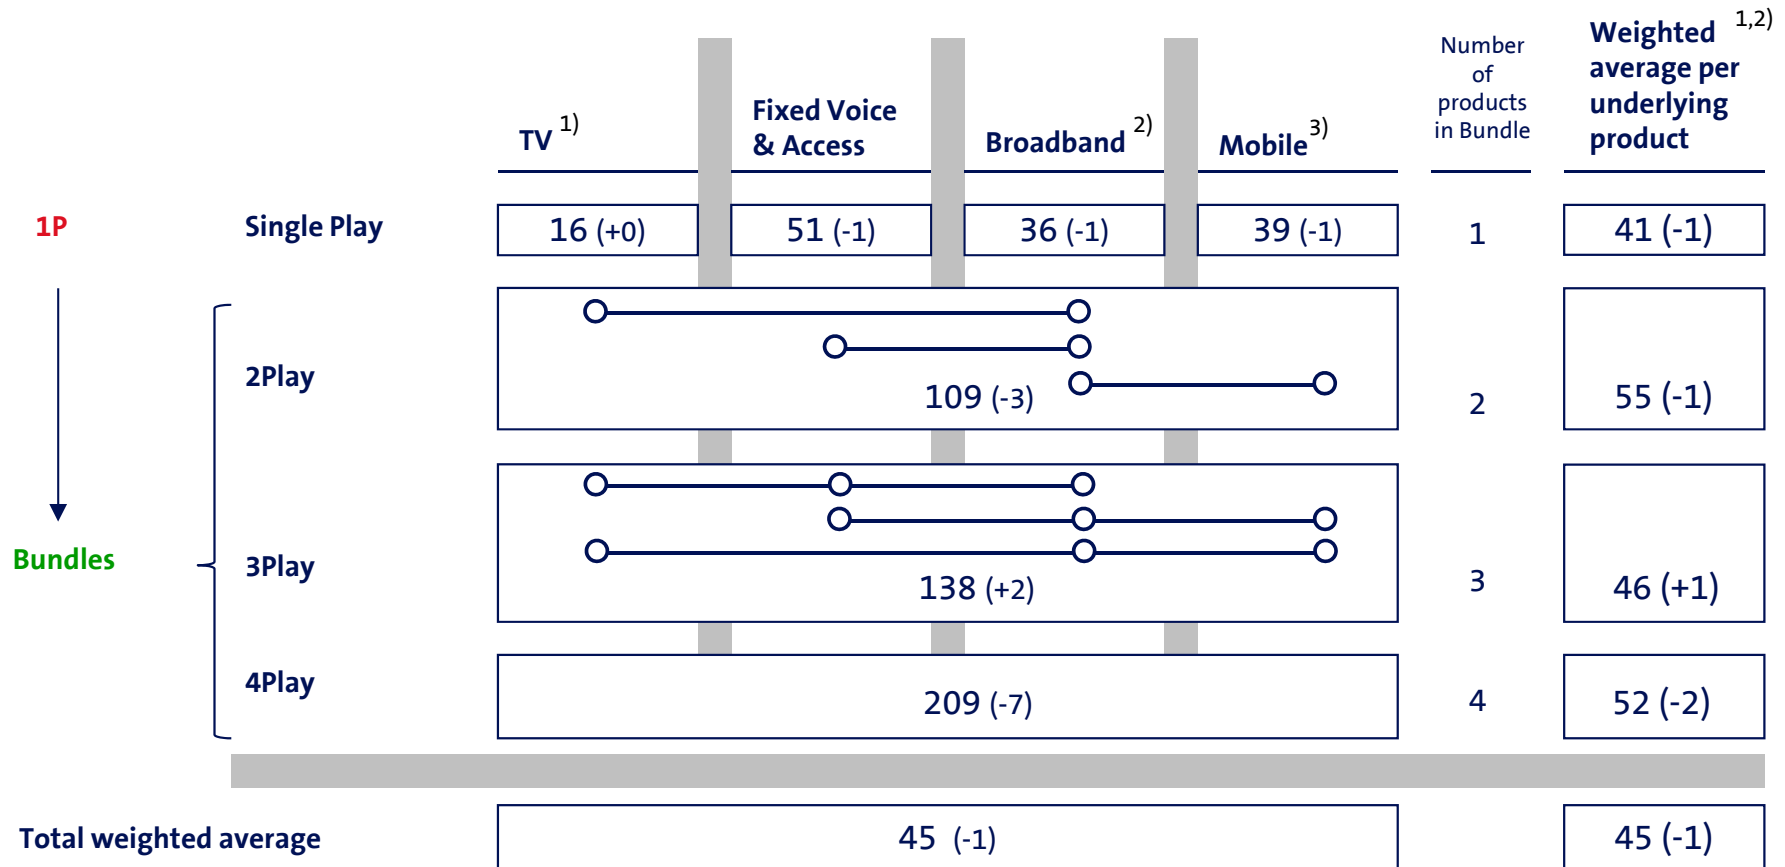 Number
of
products
in Bundle
Weighted 1,2)
average per
underlying
product
TV 1)
Fixed Voice
& Access
Broadband 2)
Mobile 3)
1P
Single Play
16 (+0)
51 (-1)
36 (-1)
39 (-1)
1
41 (-1)
2Play
109 (-3)
2
55 (-1)
Bundles
3Play
138 (+2)
3
46 (+1)
4Play
209 (-7)
4
52 (-2)
Total weighted average
45 (-1)
45 (-1)